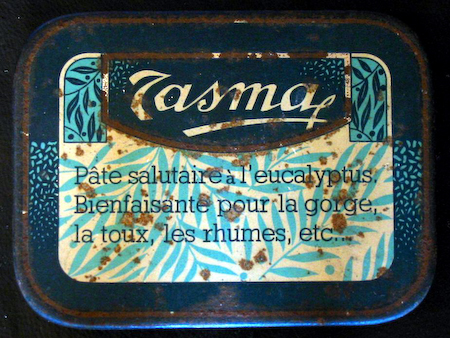 Tasma
Pâte salutaire à l'eucalyptus.
Bienfaisante pour la gorge,
la toux, les rhumes, etc...